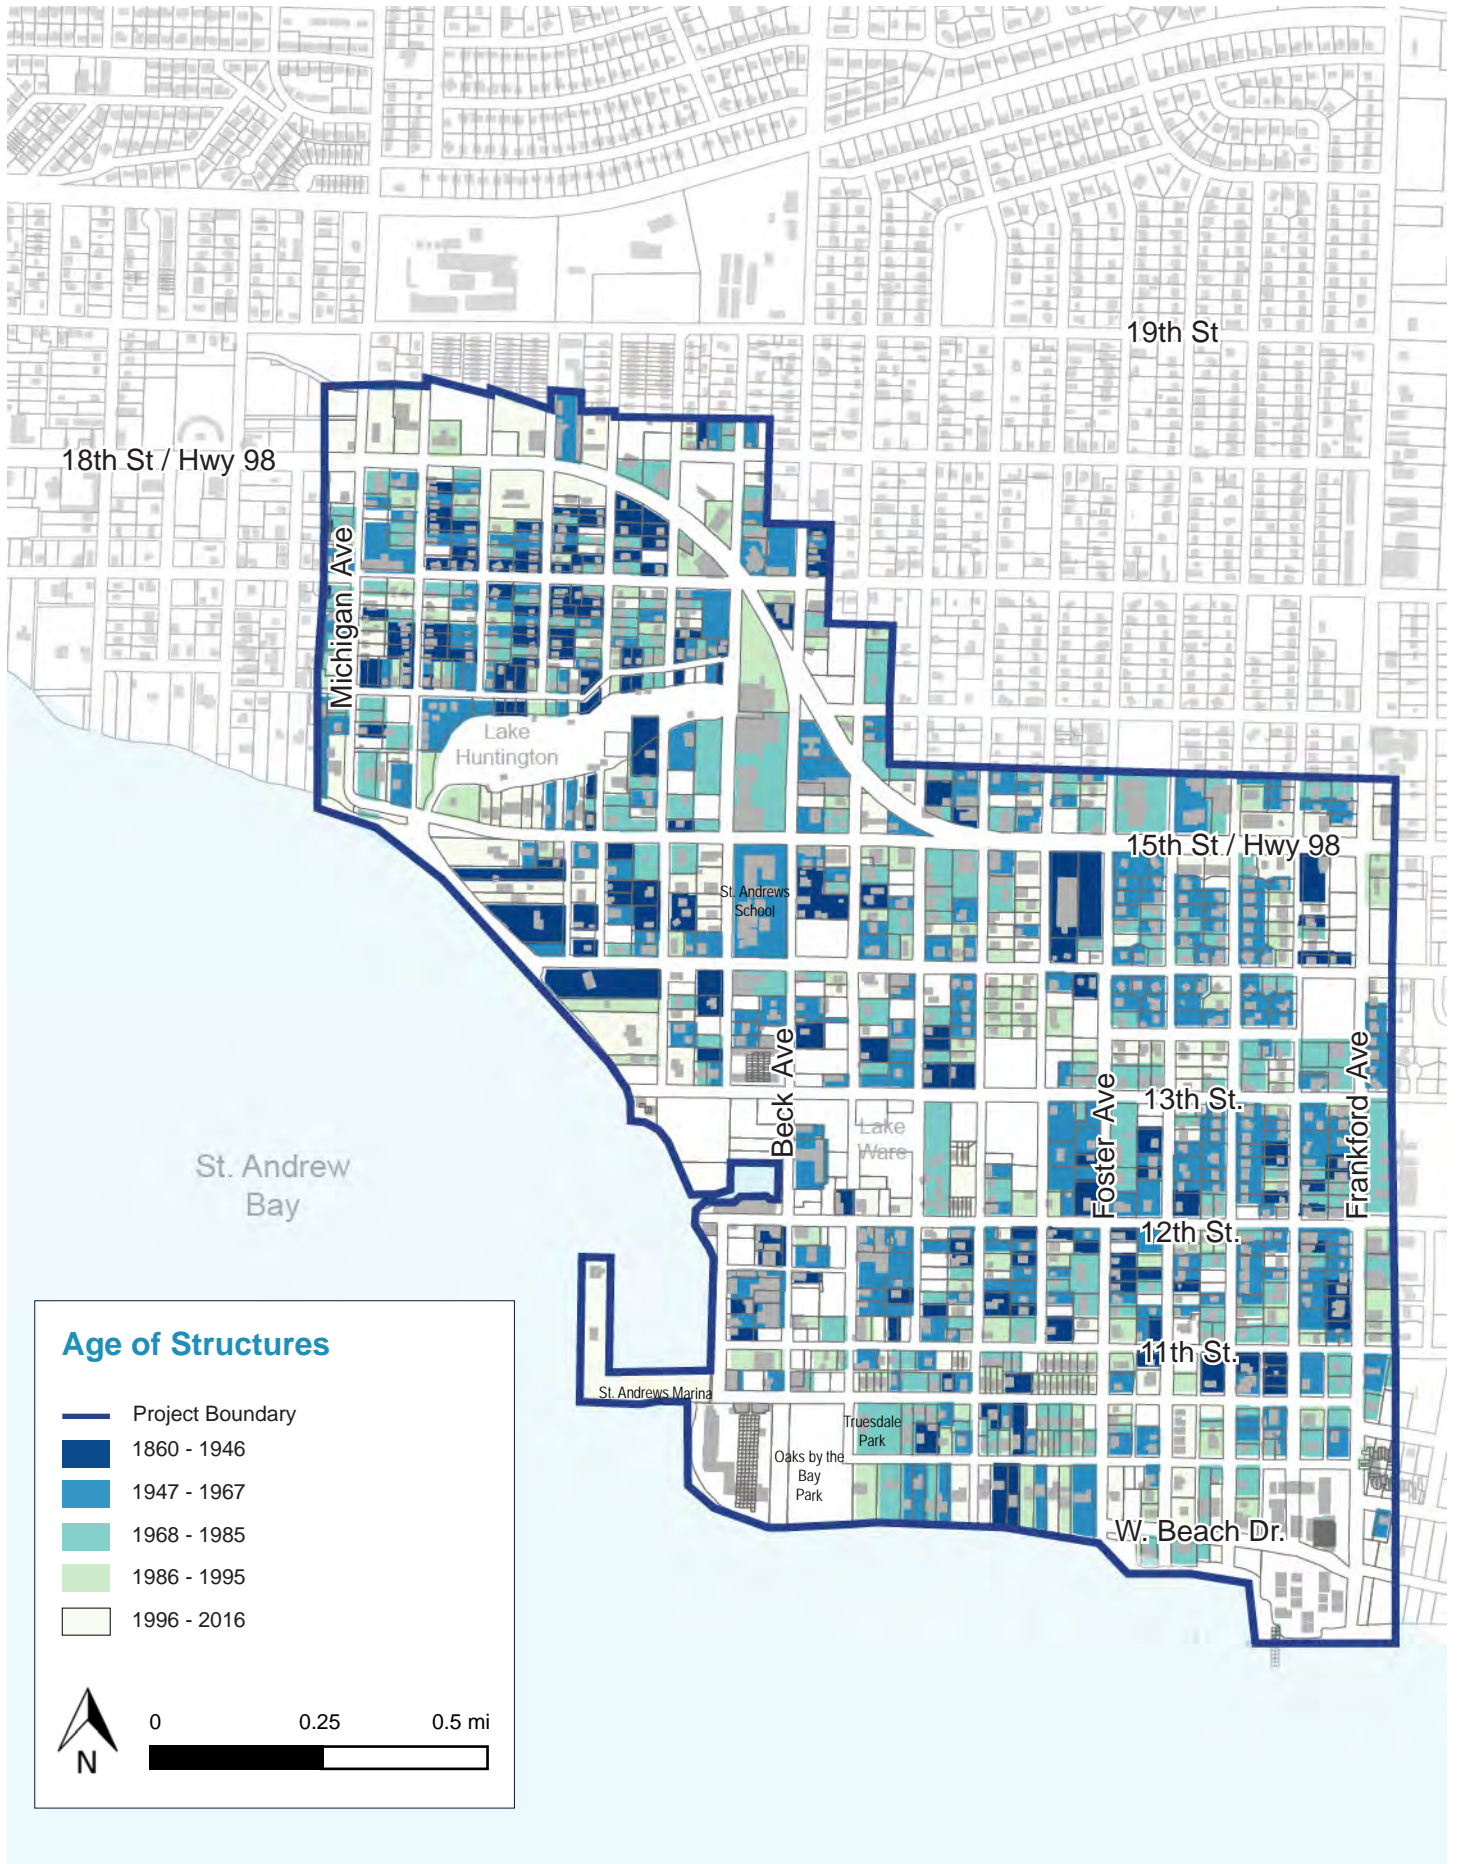 19th St
18th St / Hwy 98
Michigan Ave
Lake
Huntington
15th St / Hwy 98
St. Andrews
School
Beck Ave
Foster Ave
Frankford Ave
13th St.
Lake
Ware
St. Andrew
Bay
12th St.
11th St.
St. Andrews Marina
Truesdale
Park
Oaks by the
Bay
Park
W. Beach Dr.
Age of Structures
Project Boundary
1860 - 1946
1947 - 1967
1968 - 1985
1986 - 1995
1996 - 2016
N
0 0.25 0.5 mi